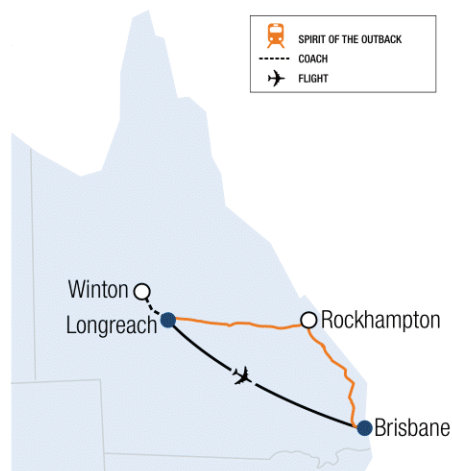 SPIRIT OF THE OUTBACK
COACH
FLIGHT
Winton
Longreach
Rockhampton
Brisbane